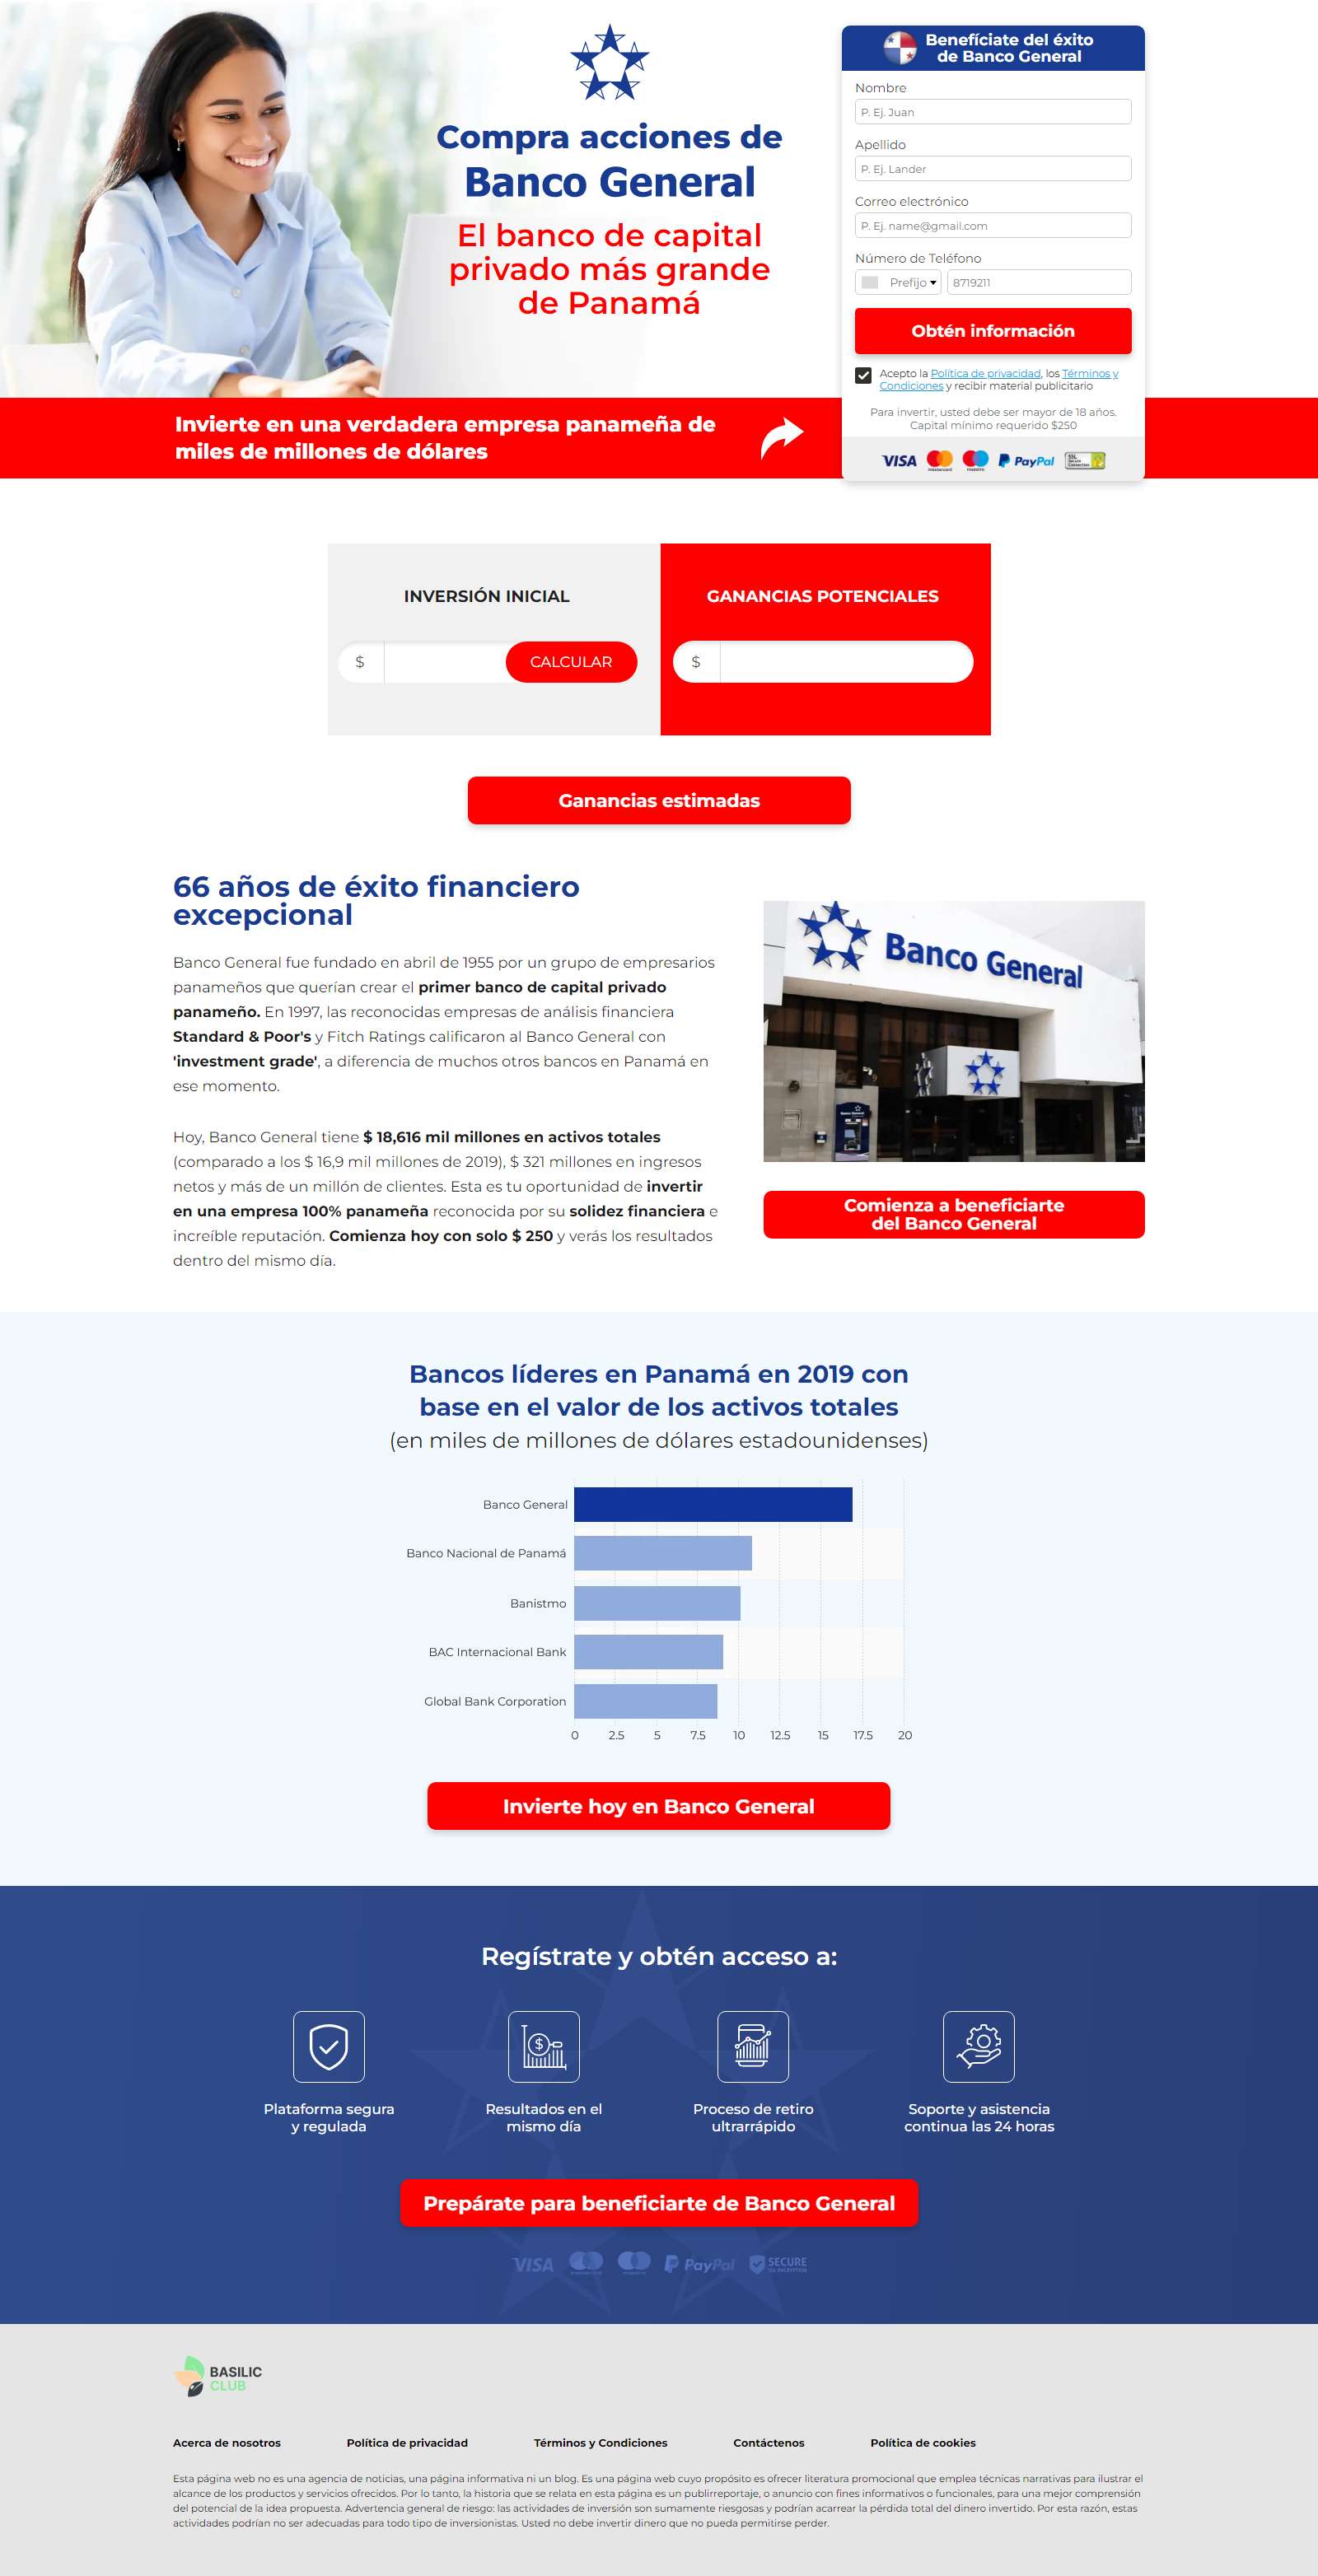 Compra acciones de
Banco General
El banco de capital
privado más grande
de Panamá
Benefíciate del éxito
de Banco General
Nombre
P. Ej. Juan
Apellido
P. Ej. Lander
Correo electrónico
P. Ej. name@gmail.com
Número de Teléfono
Prefijo
8719211
Obtén información
Acepto la Política de privacidad, los Términos y
Condiciones y recibir material publicitario
Para invertir, usted debe ser mayor de 18 años.
Capital mínimo requerido $250
VISA PayPal
Invierte en una verdadera empresa panameña de
miles de millones de dólares
INVERSIÓN INICIAL
$
CALCULAR
GANANCIAS POTENCIALES
$
Ganancias estimadas
66 años de éxito financiero
excepcional
Banco General fue fundado en abril de 1955 por un grupo de empresarios
panameños que querían crear el primer banco de capital privado
panameño. En 1997, las reconocidas empresas de análisis financiera
Standard & Poor's y Fitch Ratings calificaron al Banco General con
'investment grade', a diferencia de muchos otros bancos en Panamá en
ese momento.
Hoy, Banco General tiene $ 18,616 mil millones en activos totales
(comparado a los $ 16,9 mil millones de 2019), $ 321 millones en ingresos
netos y más de un millón de clientes. Esta es tu oportunidad de invertir
en una empresa 100% panameña reconocida por su solidez financiera e
increíble reputación. Comienza hoy con solo $ 250 y verás los resultados
dentro del mismo día.
Banco General
Comienza a beneficiarte
del Banco General
Bancos líderes en Panamá en 2019 con
base en el valor de los activos totales
(en miles de millones de dólares estadounidenses)
Banco General
Banco Nacional de Panamá
Banistmo
BAC Internacional Bank
Global Bank Corporation
0 2.5 5 7.5 10 12.5 15 17.5 20
Invierte hoy en Banco General
Regístrate y obtén acceso a:
Plataforma segura
y regulada
Resultados en el
mismo día
Proceso de retiro
ultrarrápido
Soporte y asistencia
continua las 24 horas
Prepárate para beneficiarte de Banco General
VISA PayPal SECURE
BASILIC
CLUB
Acerca de nosotros
Política de privacidad
Términos y Condiciones
Contáctenos
Política de cookies
Esta página web no es una agencia de noticias, una página informativa ni un blog. Es una página web cuyo propósito es ofrecer literatura promocional que emplea técnicas narrativas para ilustrar el
alcance de los productos y servicios ofrecidos. Por lo tanto, la historia que se relata en esta página es un publirreportaje, o anuncio con fines informativos o funcionales, para una mejor comprensión
del potencial de la idea propuesta. Advertencia general de riesgo: las actividades de inversión son sumamente riesgosas y podrían acarrear la pérdida total del dinero invertido. Por esta razón, estas
actividades podrían no ser adecuadas para todo tipo de inversionistas. Usted no debe invertir dinero que no pueda permitirse perder.